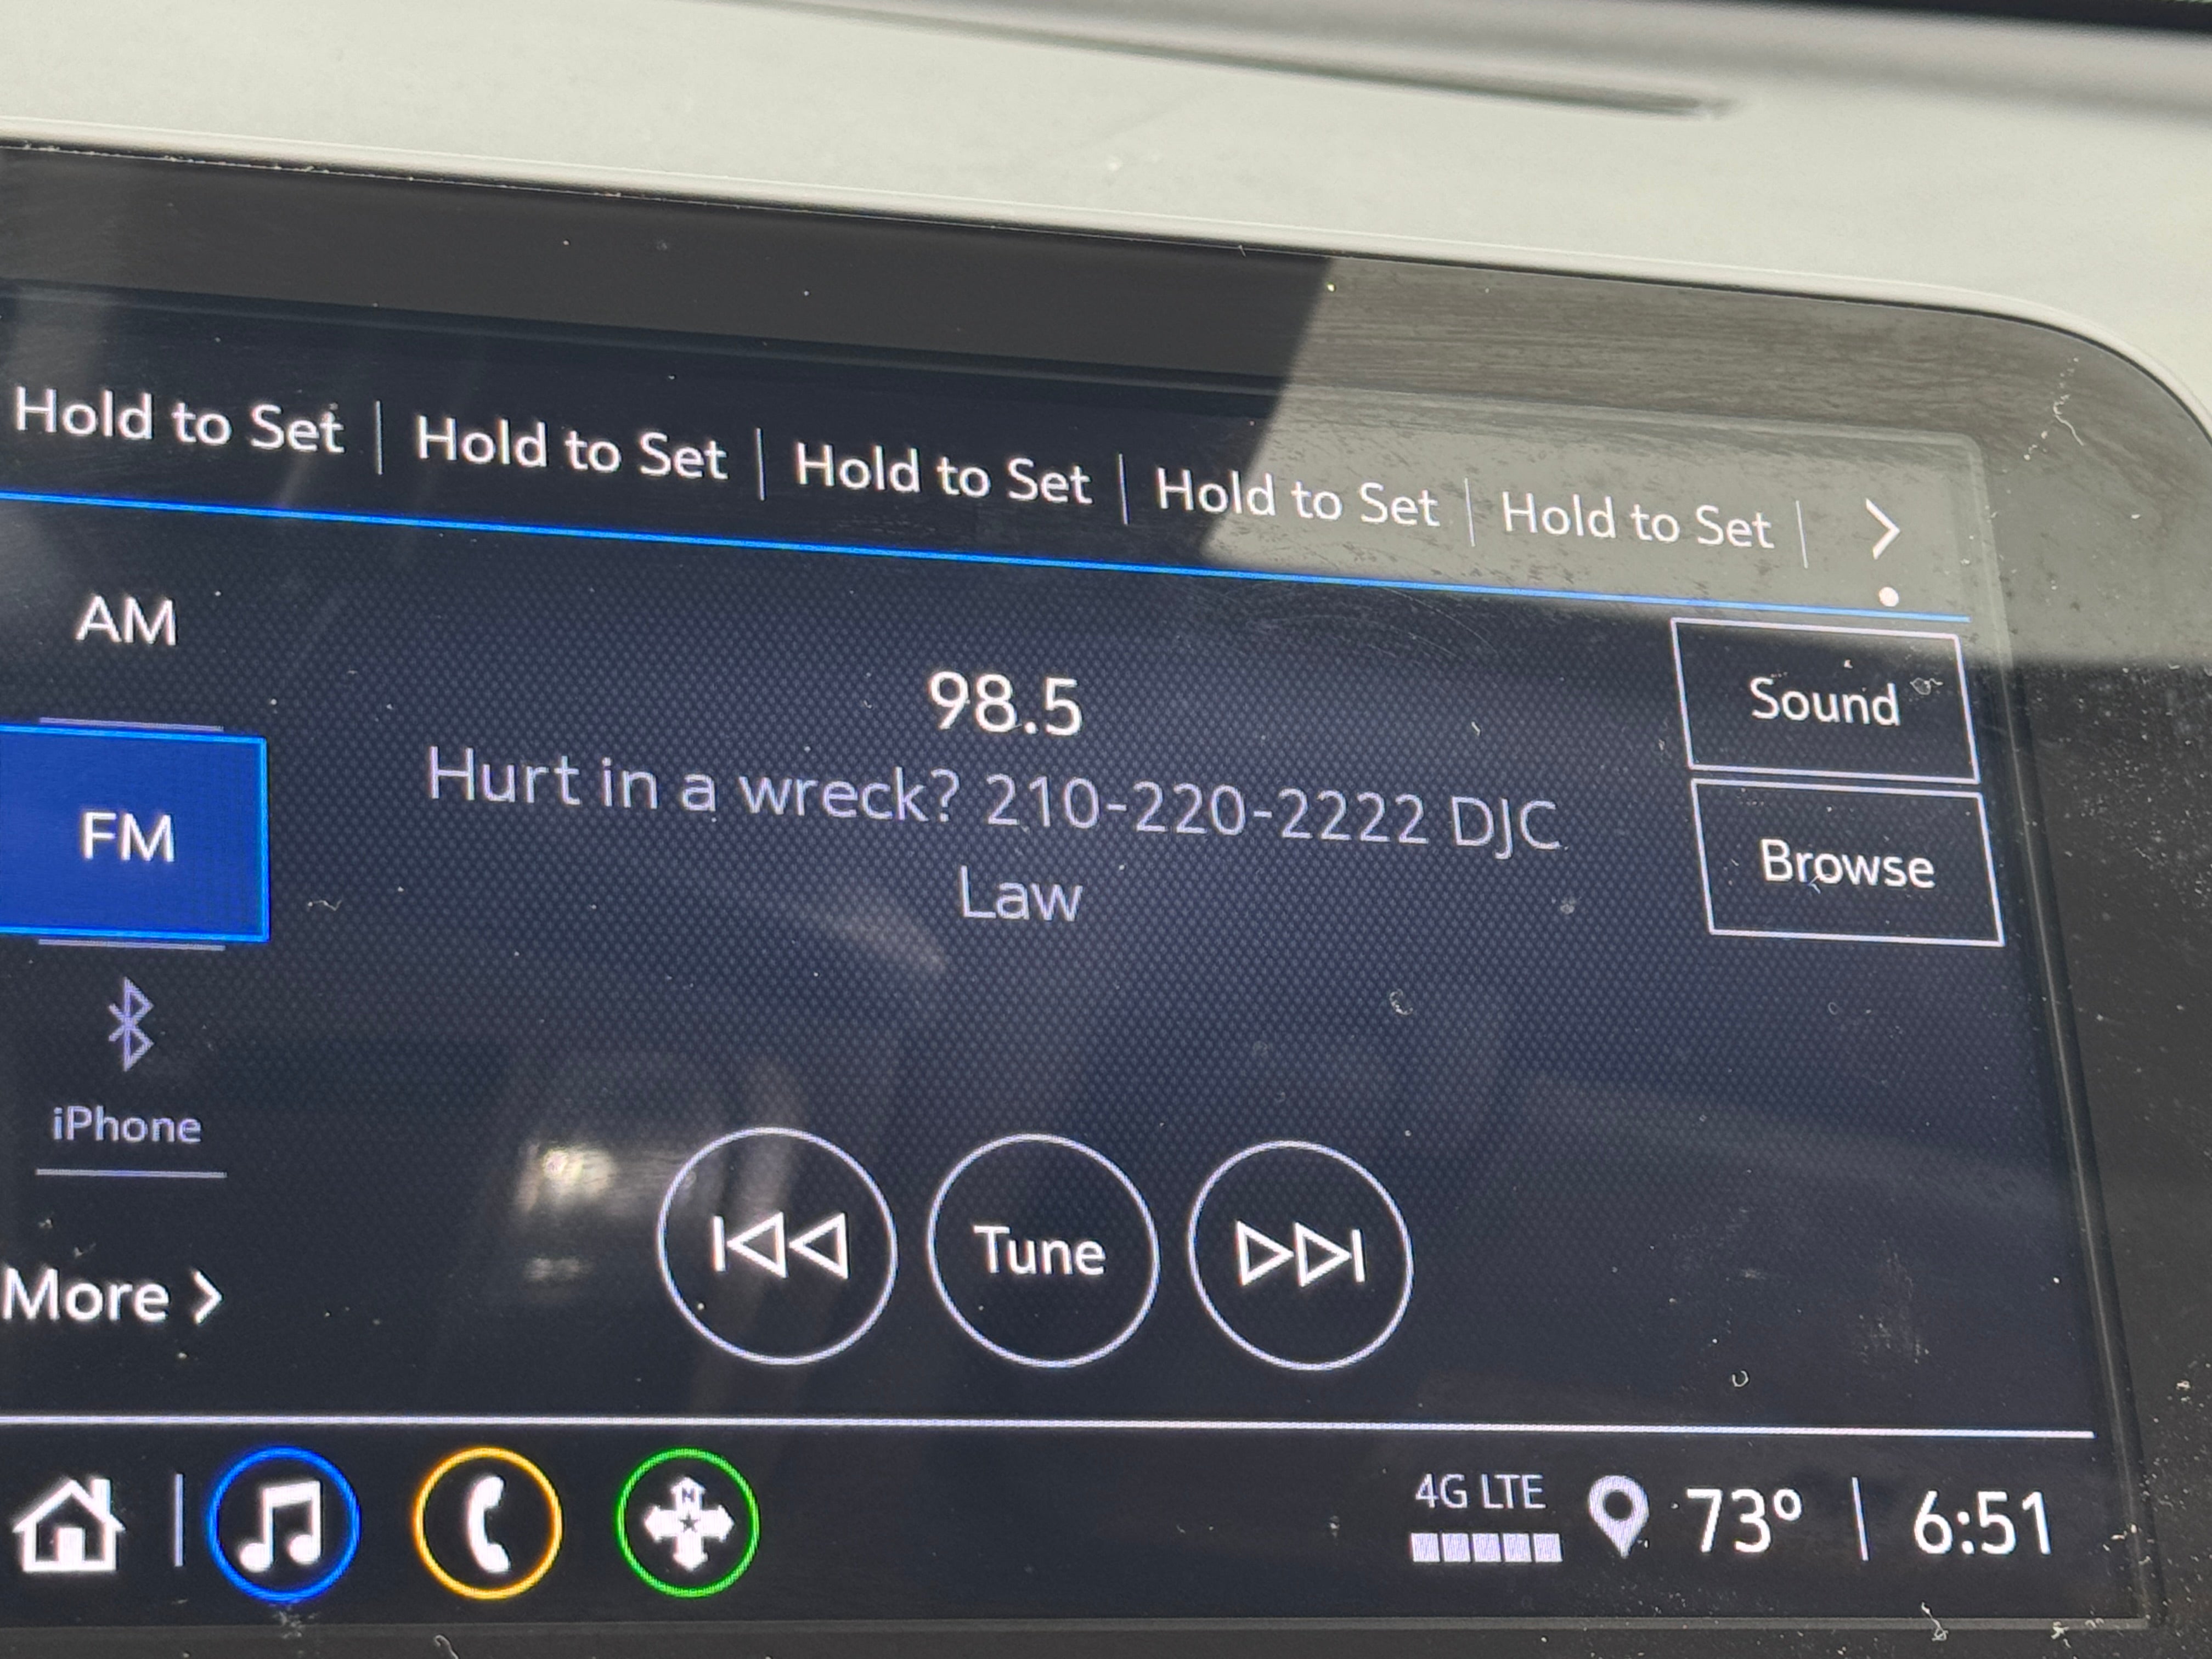 Hold to Set | Hold to Set | Hold to Set | Hold to Set | Hold to Set |
AM
98.5
Sound
Hurt in a wreck? 210-220-2222 DJC
Law
FM
Browse
iPhone
Tune
More
N
4G LTE
73° | 6:51